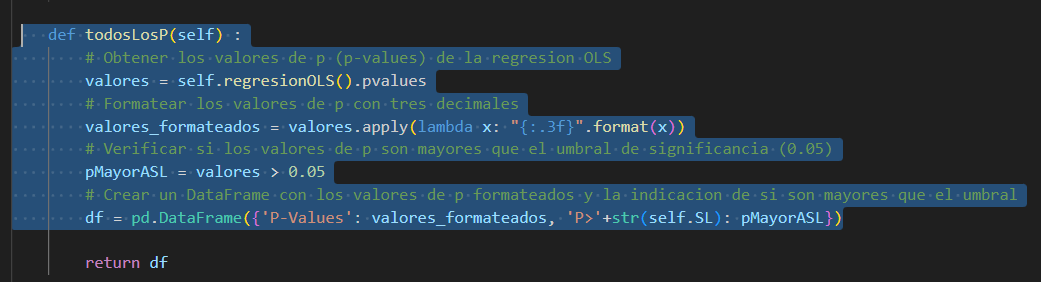 def todosLosP(self) :
# Obtener los valores de p (p-values) de la regresion OLS
valores = self.regresionOLS().pvalues
# Formatear los valores de p con tres decimales
valores_formateados = valores.apply(lambda x: "{:.3f}".format(x))
# Verificar si los valores de p son mayores que el umbral de significancia (0.05)
pMayorASL = valores > 0.05
# Crear un DataFrame con los valores de p formateados y la indicacion de si son mayores que el umbral
df = pd.DataFrame({'P-Values': valores_formateados, 'P>'+str(self.SL): pMayorASL})
return df